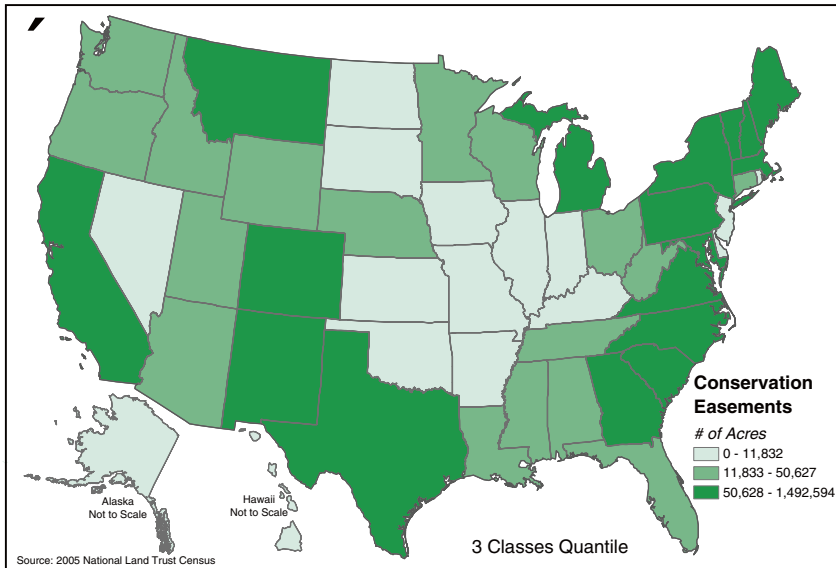 Conservation
Easements
# of Acres
0 - 11,832
11,833 - 50,627
50,628 - 1,492,594
Alaska
Not to Scale
Hawaii
Not to Scale
3 Classes Quantile
Source: 2005 National Land Trust Census